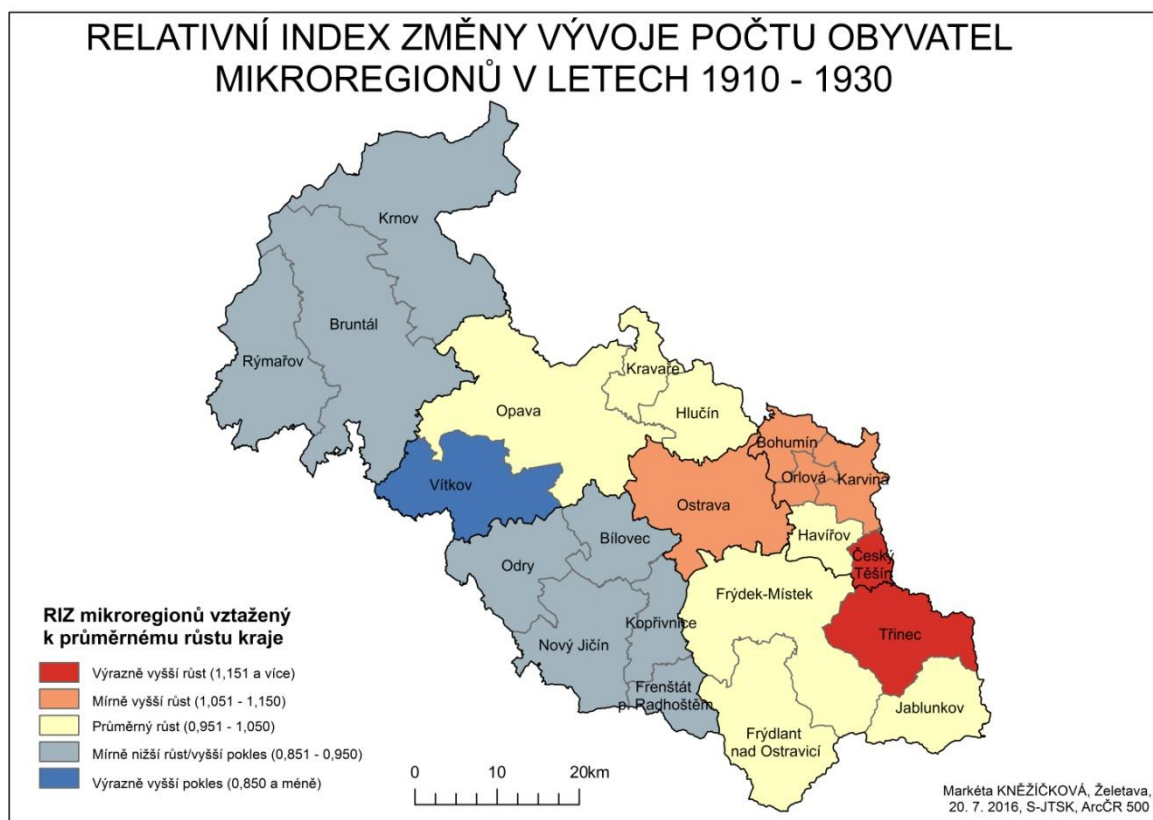 RELATIVNÍ INDEX ZMĚNY VÝVOJE POČTU OBYVATEL
MIKROREGIONŮ V LETECH 1910 - 1930
Krnov
Bruntál
Rýmařov
Kravaře
Opava
Hlučín
Bohumín
Orlová
Karviná
Vítkov
Ostrava
Havířov
Bílovec
Český
Těšín
Odry
Frýdek-Místek
Kopřivnice
Třinec
Nový Jičín
Frenštát
p. Radhoštěm
Jablunkov
Frýdlant
nad Ostravicí
RIZ mikroregionů vztažený
k průměrnému růstu kraje
Výrazně vyšší růst (1,151 a více)
Mírně vyšší růst (1,051 - 1,150)
Průměrný růst (0,951 - 1,050)
Mírně nižší růst/vyšší pokles (0,851 - 0,950)
Výrazně vyšší pokles (0,850 a méně)
0 10 20km
Markéta KNĚŽÍČKOVÁ, Želetava,
20. 7. 2016, S-JTSK, ArcČR 500